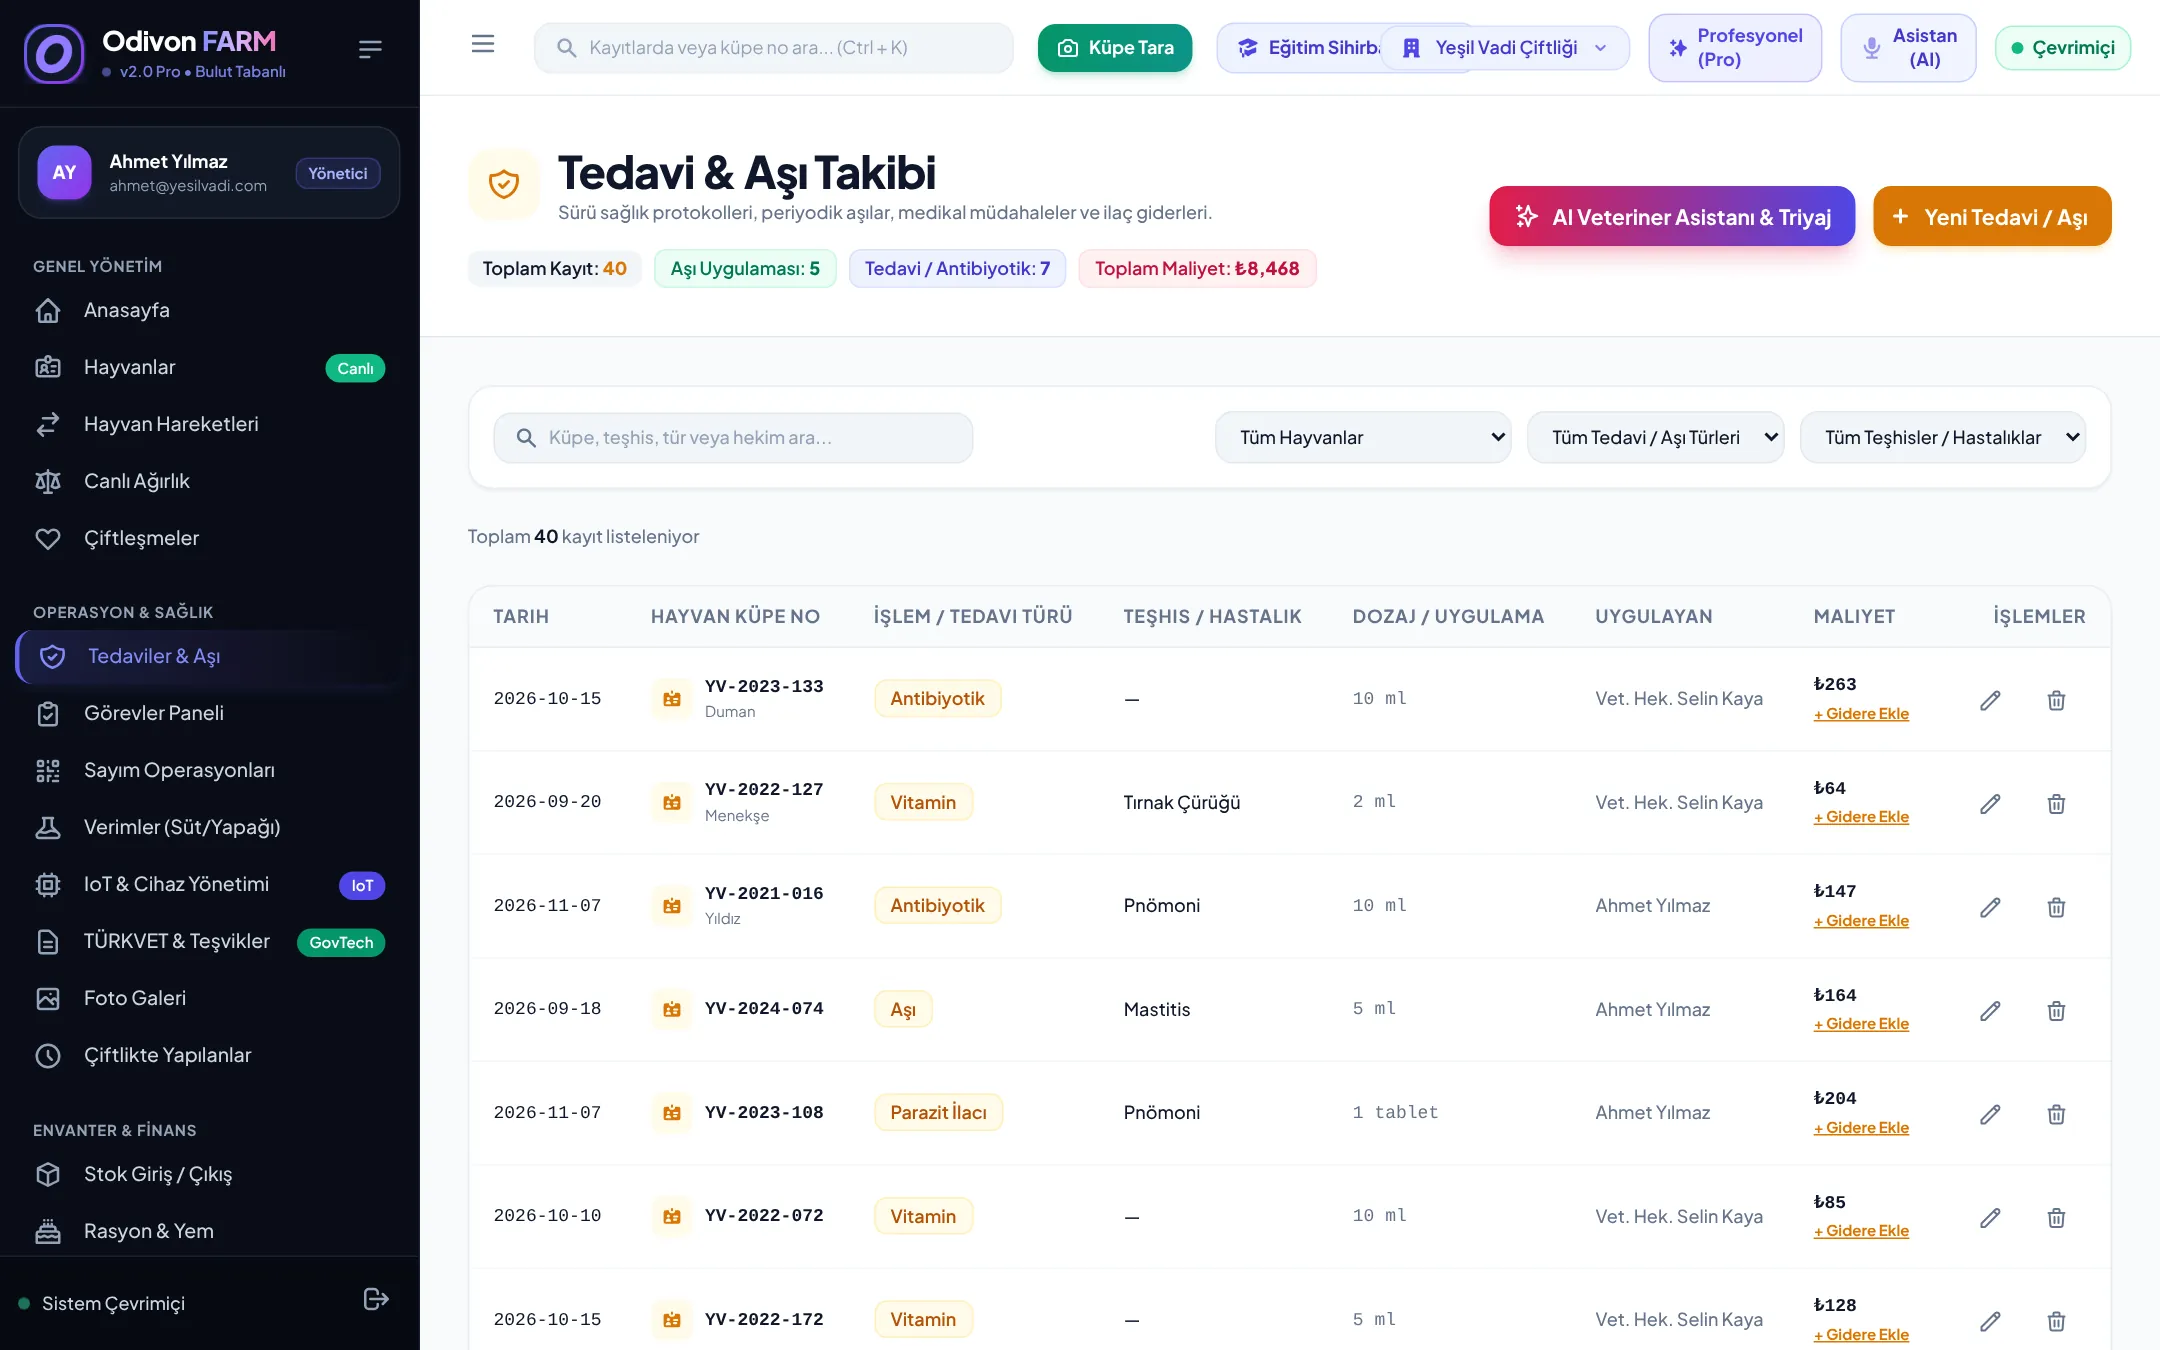 Odivon FARM
v2.0 Pro • Bulut Tabanlı
AY
Ahmet Yılmaz
ahmet@yesilvadi.com
Yönetici
GENEL YÖNETİM
Anasayfa
Hayvanlar
Canlı
Hayvan Hareketleri
Canlı Ağırlık
Çiftleşmeler
OPERASYON & SAĞLIK
Tedaviler & Aşı
Görevler Paneli
Sayım Operasyonları
Verimler (Süt/Yapağı)
IoT & Cihaz Yönetimi
IoT
TÜRKVET & Teşvikler
GovTech
Foto Galeri
Çiftlikte Yapılanlar
ENVANTER & FİNANS
Stok Giriş / Çıkış
Rasyon & Yem
Sistem Çevrimiçi
Kayıtlarda veya küpe no ara... (Ctrl + K)
Küpe Tara
Eğitim Sihirb
Yeşil Vadi Çiftliği
Profesyonel
(Pro)
Asistan
(AI)
Çevrimiçi
Tedavi & Aşı Takibi
Sürü sağlık protokolleri, periyodik aşılar, medikal müdahaleler ve ilaç giderleri.
Toplam Kayıt: 40
Aşı Uygulaması: 5
Tedavi / Antibiyotik: 7
Toplam Maliyet: ₺8,468
AI Veteriner Asistanı & Triyaj
+ Yeni Tedavi / Aşı
Küpe, teşhis, tür veya hekim ara...
Tüm Hayvanlar
Tüm Tedavi / Aşı Türleri
Tüm Teşhisler / Hastalıklar
Toplam 40 kayıt listeleniyor
TARIH HAYVAN KÜPE NO İŞLEM / TEDAVI TÜRÜ TEŞHIS / HASTALIK DOZAJ / UYGULAMA UYGULAYAN MALIYET İŞLEMLER
2026-10-15 YV-2023-133 Antibiyotik — 10 ml Vet. Hek. Selin Kaya ₺263
Duman + Gidere Ekle
2026-09-20 YV-2022-127 Vitamin Tırnak Çürüğü 2 ml Vet. Hek. Selin Kaya ₺64
Menekşe + Gidere Ekle
2026-11-07 YV-2021-016 Antibiyotik Pnömoni 10 ml Ahmet Yılmaz ₺147
Yıldız + Gidere Ekle
2026-09-18 YV-2024-074 Aşı Mastitis 5 ml Ahmet Yılmaz ₺164
+ Gidere Ekle
2026-11-07 YV-2023-108 Parazit İlacı Pnömoni 1 tablet Ahmet Yılmaz ₺204
+ Gidere Ekle
2026-10-10 YV-2022-072 Vitamin — 10 ml Vet. Hek. Selin Kaya ₺85
+ Gidere Ekle
2026-10-15 YV-2022-172 Vitamin — 5 ml Vet. Hek. Selin Kaya ₺128
+ Gidere Ekle